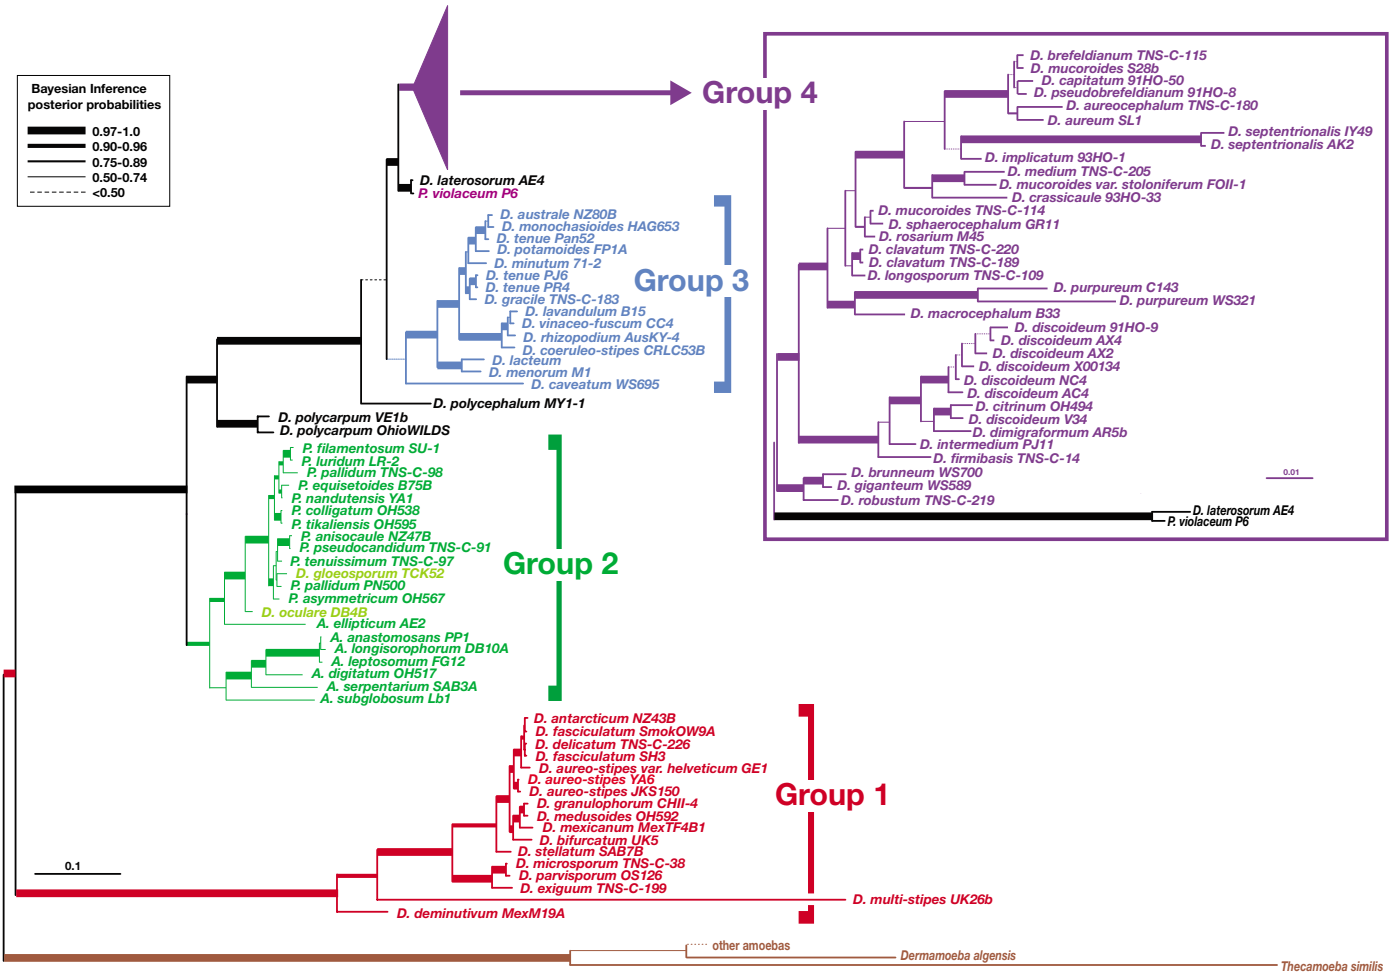 Bayesian Inference
posterior probabilities
0.97-1.0
0.90-0.96
0.75-0.89
0.50-0.74
<0.50
Group 4
D. laterosorum AE4
P. violaceum P6
D. australe NZ80B
D. monochasioides HAG653
D. tenue Pan52
D. potamoides FP1A
D. minutum 71-2
D. tenue PJ6
D. tenue PR4
D. gracile TNS-C-183
D. lavandulum B15
D. vinaceo-fuscum CC4
D. rhizopodium AusKY-4
D. coeruleo-stipes CRLC53B
D. lacteum
D. menorum M1
D. caveatum WS695
Group 3
D. polycephalum MY1-1
D. polycarpum VE1b
D. polycarpum OhioWILDS
P. filamentosum SU-1
P. luridum LR-2
P. pallidum TNS-C-98
P. equisetoides B75B
P. nandutensis YA1
P. colligatum OH538
P. tikaliensis OH595
P. anisocaule NZ47B
P. pseudocandidum TNS-C-91
P. tenuissimum TNS-C-97
D. gloeosporum TCK52
P. pallidum PN500
P. asymmetricum OH567
D. oculare DB4B
A. ellipticum AE2
A. anastomosans PP1
A. longisorophorum DB10A
A. leptosomum FG12
A. digitatum OH517
A. serpentarium SAB3A
A. subglobosum Lb1
Group 2
D. antarcticum NZ43B
D. fasciculatum SmokOW9A
D. delicatum TNS-C-226
D. fasciculatum SH3
D. aureo-stipes var. helveticum GE1
D. aureo-stipes YA6
D. aureo-stipes JKS150
D. granulophorum CHII-4
D. medusoides OH592
D. mexicanum MexTF4B1
D. bifurcatum UK5
D. stellatum SAB7B
D. microsporum TNS-C-38
D. parvisporum OS126
D. exiguum TNS-C-199
D. multi-stipes UK26b
D. deminutivum MexM19A
Group 1
0.1
other amoebas
Dermamoeba algensis
Thecamoeba similis
D. brefeldianum TNS-C-115
D. mucoroides S28b
D. capitatum 91HO-50
D. pseudobrefeldianum 91HO-8
D. aureocephalum TNS-C-180
D. aureum SL1
D. septentrionalis IY49
D. septentrionalis AK2
D. implicatum 93HO-1
D. medium TNS-C-205
D. mucoroides var. stoloniferum FOII-1
D. crassicaule 93HO-33
D. mucoroides TNS-C-114
D. sphaerocephalum GR11
D. rosarium M45
D. clavatum TNS-C-220
D. clavatum TNS-C-189
D. longosporum TNS-C-109
D. purpureum C143
D. purpureum WS321
D. macrocephalum B33
D. discoideum 91HO-9
D. discoideum AX4
D. discoideum AX2
D. discoideum X00134
D. discoideum NC4
D. discoideum AC4
D. citrinum OH494
D. discoideum V34
D. dimigraformum AR5b
D. intermedium PJ11
D. firmibasis TNS-C-14
D. brunneum WS700
D. giganteum WS589
D. robustum TNS-C-219
D. laterosorum AE4
P. violaceum P6
0.01